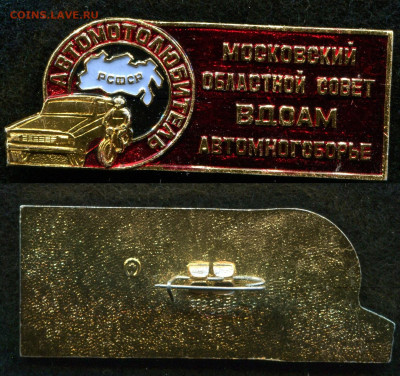 COINS.LAVE.RU
АВТОМОТОЛЮБИТЕЛЬ
РСФСР
МОСКОВСКИЙ
ОБЛАСТНОЙ СОВЕТ
ВДОАМ
АВТОМНОГОБОРЬЕ